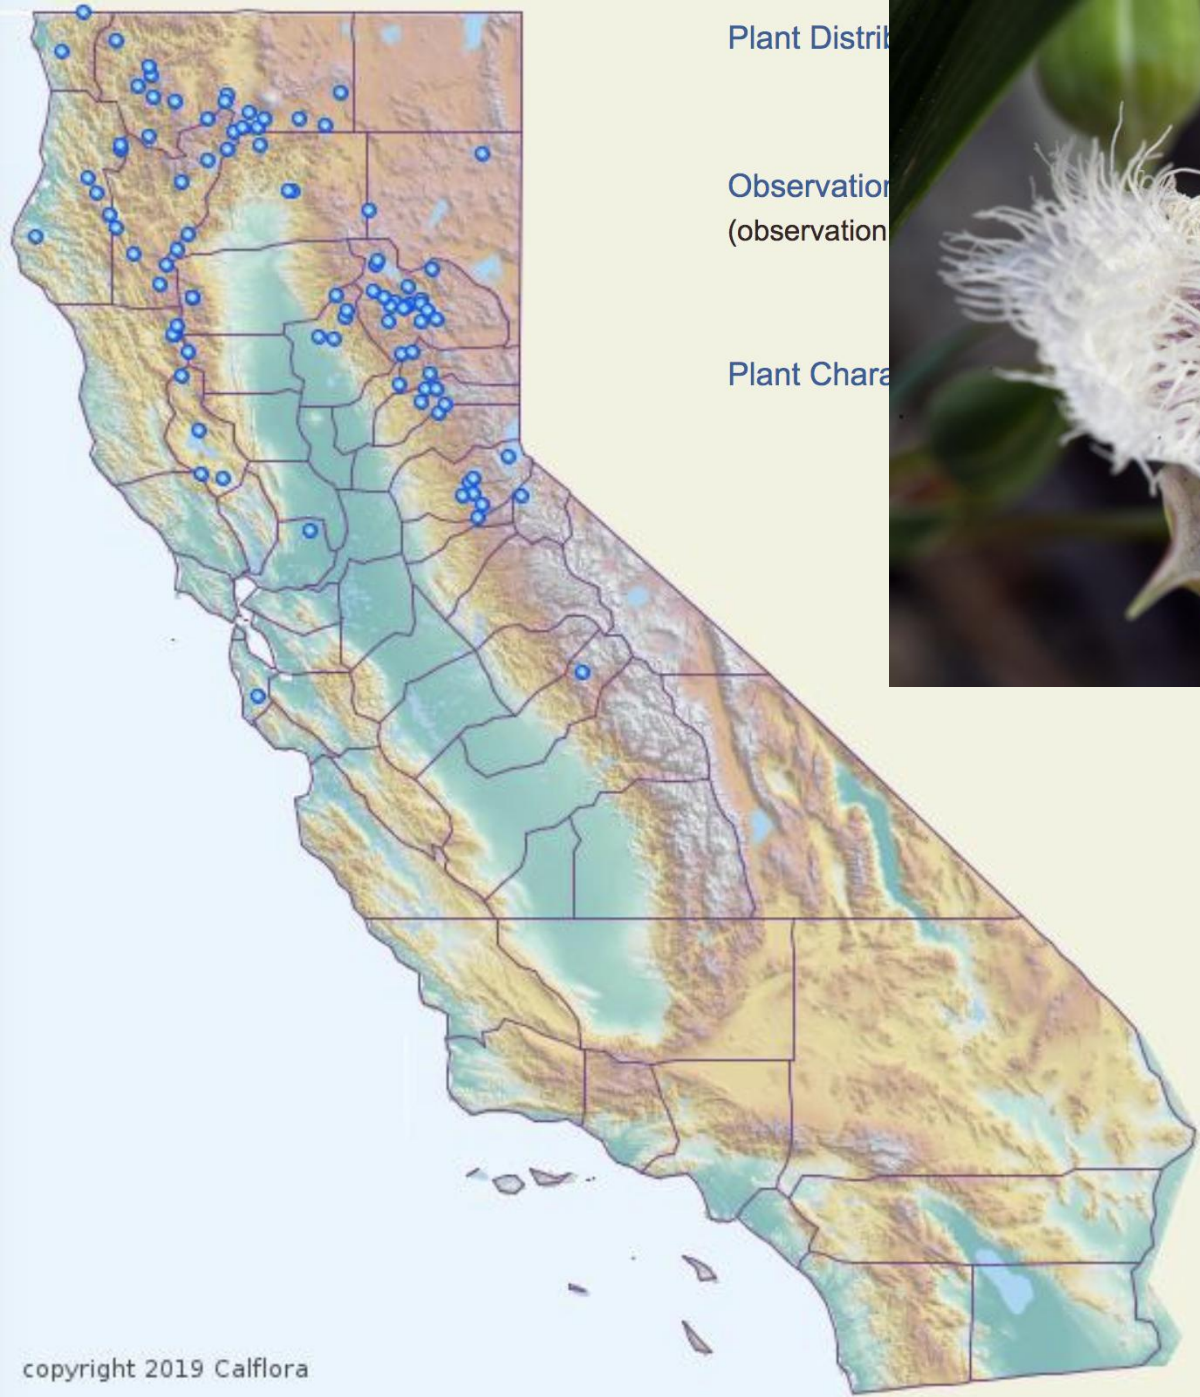 Plant Distrib
Observation
(observation
Plant Chara
copyright 2019 Calflora